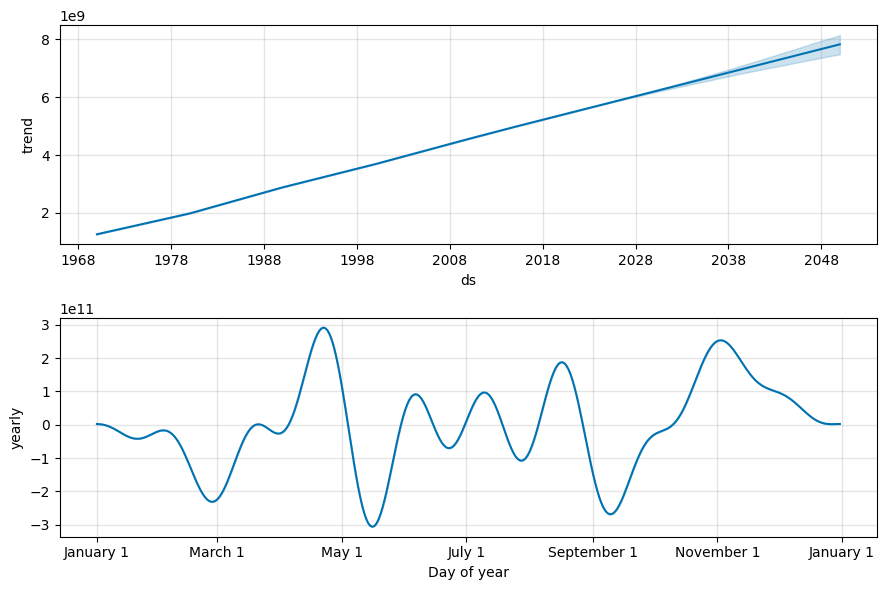 1e9
8
6
4
2
trend
1968 1978 1988 1998 2008 2018 2028 2038 2048
ds
1e11
3
2
1
0
−1
−2
−3
yearly
January 1 March 1 May 1 July 1 September 1 November 1 January 1
Day of year